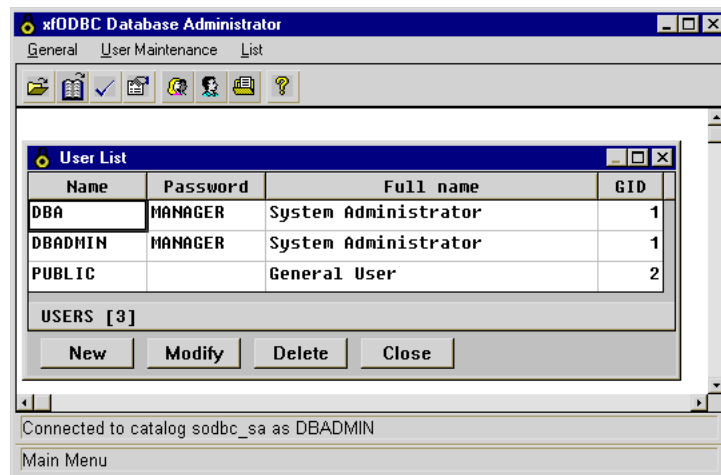 xfODBC Database Administrator
General User Maintenance List
User List
Name Password Full name GID
DBA MANAGER System Administrator 1
DBADMIN MANAGER System Administrator 1
PUBLIC General User 2
USERS [3]
New Modify Delete Close
Connected to catalog sodbc_sa as DBADMIN
Main Menu